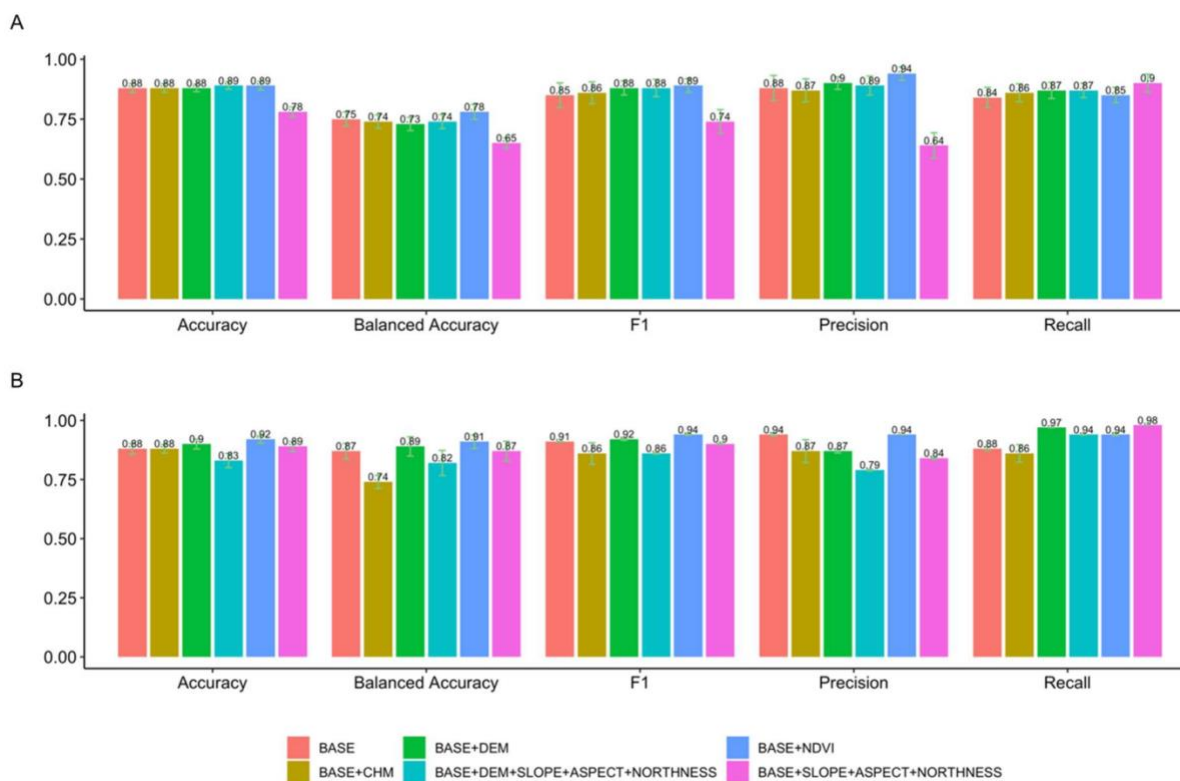 A
1.00
0.75
0.50
0.25
0.00
0.88 0.88 0.88 0.89 0.89 0.78
0.75 0.74 0.73 0.74 0.78 0.65
0.85 0.86 0.88 0.88 0.89 0.74
0.88 0.87 0.9 0.89 0.94 0.64
0.84 0.86 0.87 0.87 0.85 0.9
Accuracy Balanced Accuracy F1 Precision Recall
B
1.00
0.75
0.50
0.25
0.00
0.88 0.88 0.9 0.83 0.92 0.89
0.87 0.74 0.89 0.82 0.91 0.87
0.91 0.86 0.92 0.86 0.94 0.9
0.94 0.87 0.87 0.79 0.94 0.84
0.88 0.86 0.97 0.94 0.94 0.98
Accuracy Balanced Accuracy F1 Precision Recall
BASE BASE+DEM BASE+NDVI
BASE+CHM BASE+DEM+SLOPE+ASPECT+NORTHNESS BASE+SLOPE+ASPECT+NORTHNESS